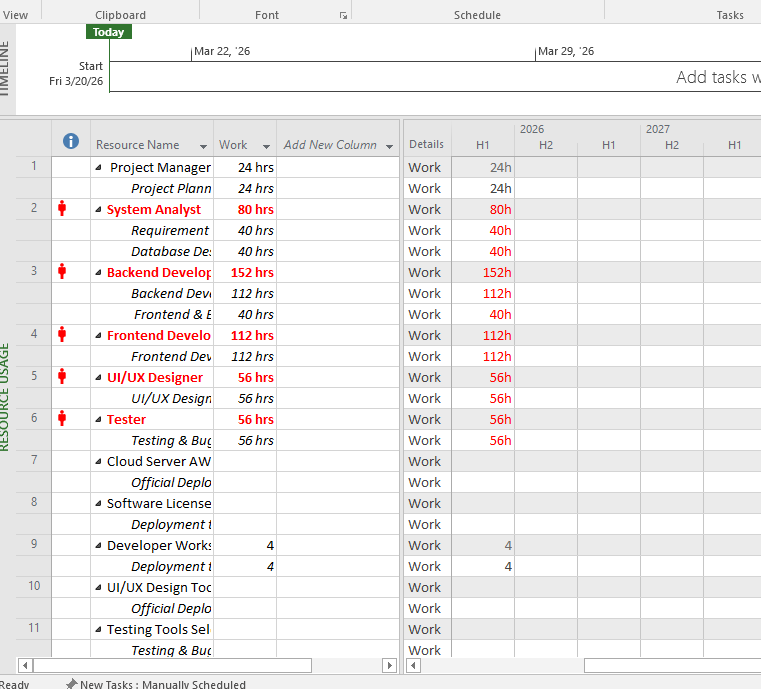 View Clipboard Font Schedule Tasks
Today
Mar 22, '26 Mar 29, '26
Start
Fri 3/20/26
Add tasks w
TIMELINE
2026 2027
Resource Name Work Add New Column Details H1 H2 H1 H2 H1
1 Project Manager 24 hrs Work 24h
Project Plann 24 hrs Work 24h
2 System Analyst 80 hrs Work 80h
Requirement 40 hrs Work 40h
Database Des 40 hrs Work 40h
3 Backend Develop 152 hrs Work 152h
Backend Deve 112 hrs Work 112h
Frontend & B 40 hrs Work 40h
4 Frontend Develo 112 hrs Work 112h
Frontend Dev 112 hrs Work 112h
5 UI/UX Designer 56 hrs Work 56h
UI/UX Design 56 hrs Work 56h
6 Tester 56 hrs Work 56h
Testing & Bug 56 hrs Work 56h
7 Cloud Server AW Work
Official Deplo Work
8 Software License Work
Deployment t Work
9 Developer Works 4 Work 4
Deployment t 4 Work 4
10 UI/UX Design Too Work
Official Deplo Work
11 Testing Tools Sel Work
Testing & Bug Work
RESOURCE USAGE
Ready New Tasks : Manually Scheduled